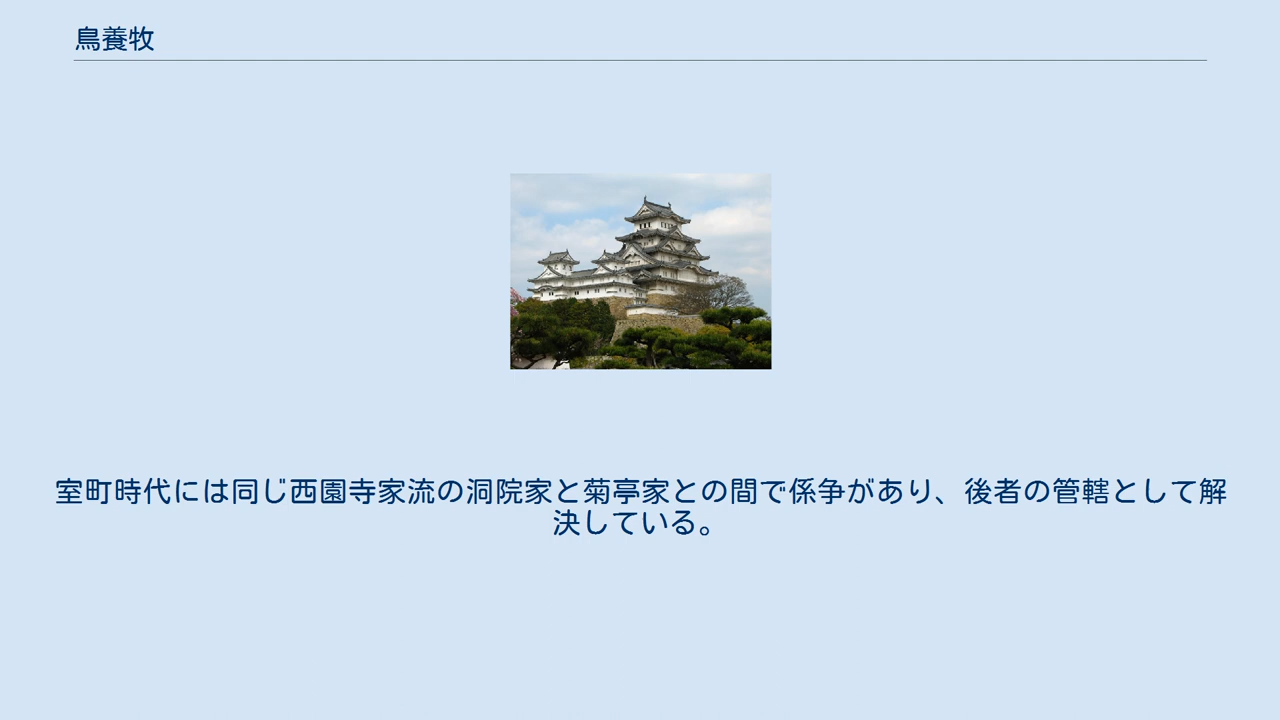 鳥養牧
室町時代には同じ西園寺家流の洞院家と菊亭家との間で係争があり、後者の管轄として解
決している。